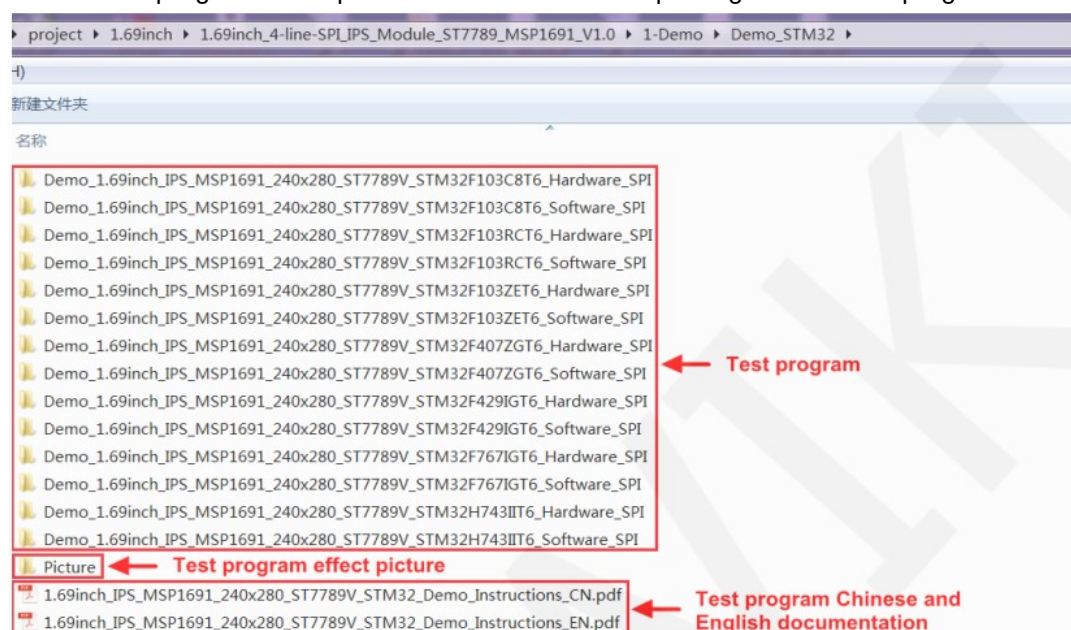 project ▸ 1.69inch ▸ 1.69inch_4-line-SPI_IPS_Module_ST7789_MSP1691_V1.0 ▸ 1-Demo ▸ Demo_STM32 ▸
H)
新建文件夹
名称
Demo_1.69inch_IPS_MSP1691_240x280_ST7789V_STM32F103C8T6_Hardware_SPI
Demo_1.69inch_IPS_MSP1691_240x280_ST7789V_STM32F103C8T6_Software_SPI
Demo_1.69inch_IPS_MSP1691_240x280_ST7789V_STM32F103RCT6_Hardware_SPI
Demo_1.69inch_IPS_MSP1691_240x280_ST7789V_STM32F103RCT6_Software_SPI
Demo_1.69inch_IPS_MSP1691_240x280_ST7789V_STM32F103ZET6_Hardware_SPI
Demo_1.69inch_IPS_MSP1691_240x280_ST7789V_STM32F103ZET6_Software_SPI
Demo_1.69inch_IPS_MSP1691_240x280_ST7789V_STM32F407ZGT6_Hardware_SPI
Demo_1.69inch_IPS_MSP1691_240x280_ST7789V_STM32F407ZGT6_Software_SPI
Demo_1.69inch_IPS_MSP1691_240x280_ST7789V_STM32F429IGT6_Hardware_SPI
Demo_1.69inch_IPS_MSP1691_240x280_ST7789V_STM32F429IGT6_Software_SPI
Demo_1.69inch_IPS_MSP1691_240x280_ST7789V_STM32F767IGT6_Hardware_SPI
Demo_1.69inch_IPS_MSP1691_240x280_ST7789V_STM32F767IGT6_Software_SPI
Demo_1.69inch_IPS_MSP1691_240x280_ST7789V_STM32H743IIT6_Hardware_SPI
Demo_1.69inch_IPS_MSP1691_240x280_ST7789V_STM32H743IIT6_Software_SPI
Test program
Picture
Test program effect picture
1.69inch_IPS_MSP1691_240x280_ST7789V_STM32_Demo_Instructions_CN.pdf
1.69inch_IPS_MSP1691_240x280_ST7789V_STM32_Demo_Instructions_EN.pdf
Test program Chinese and
English documentation